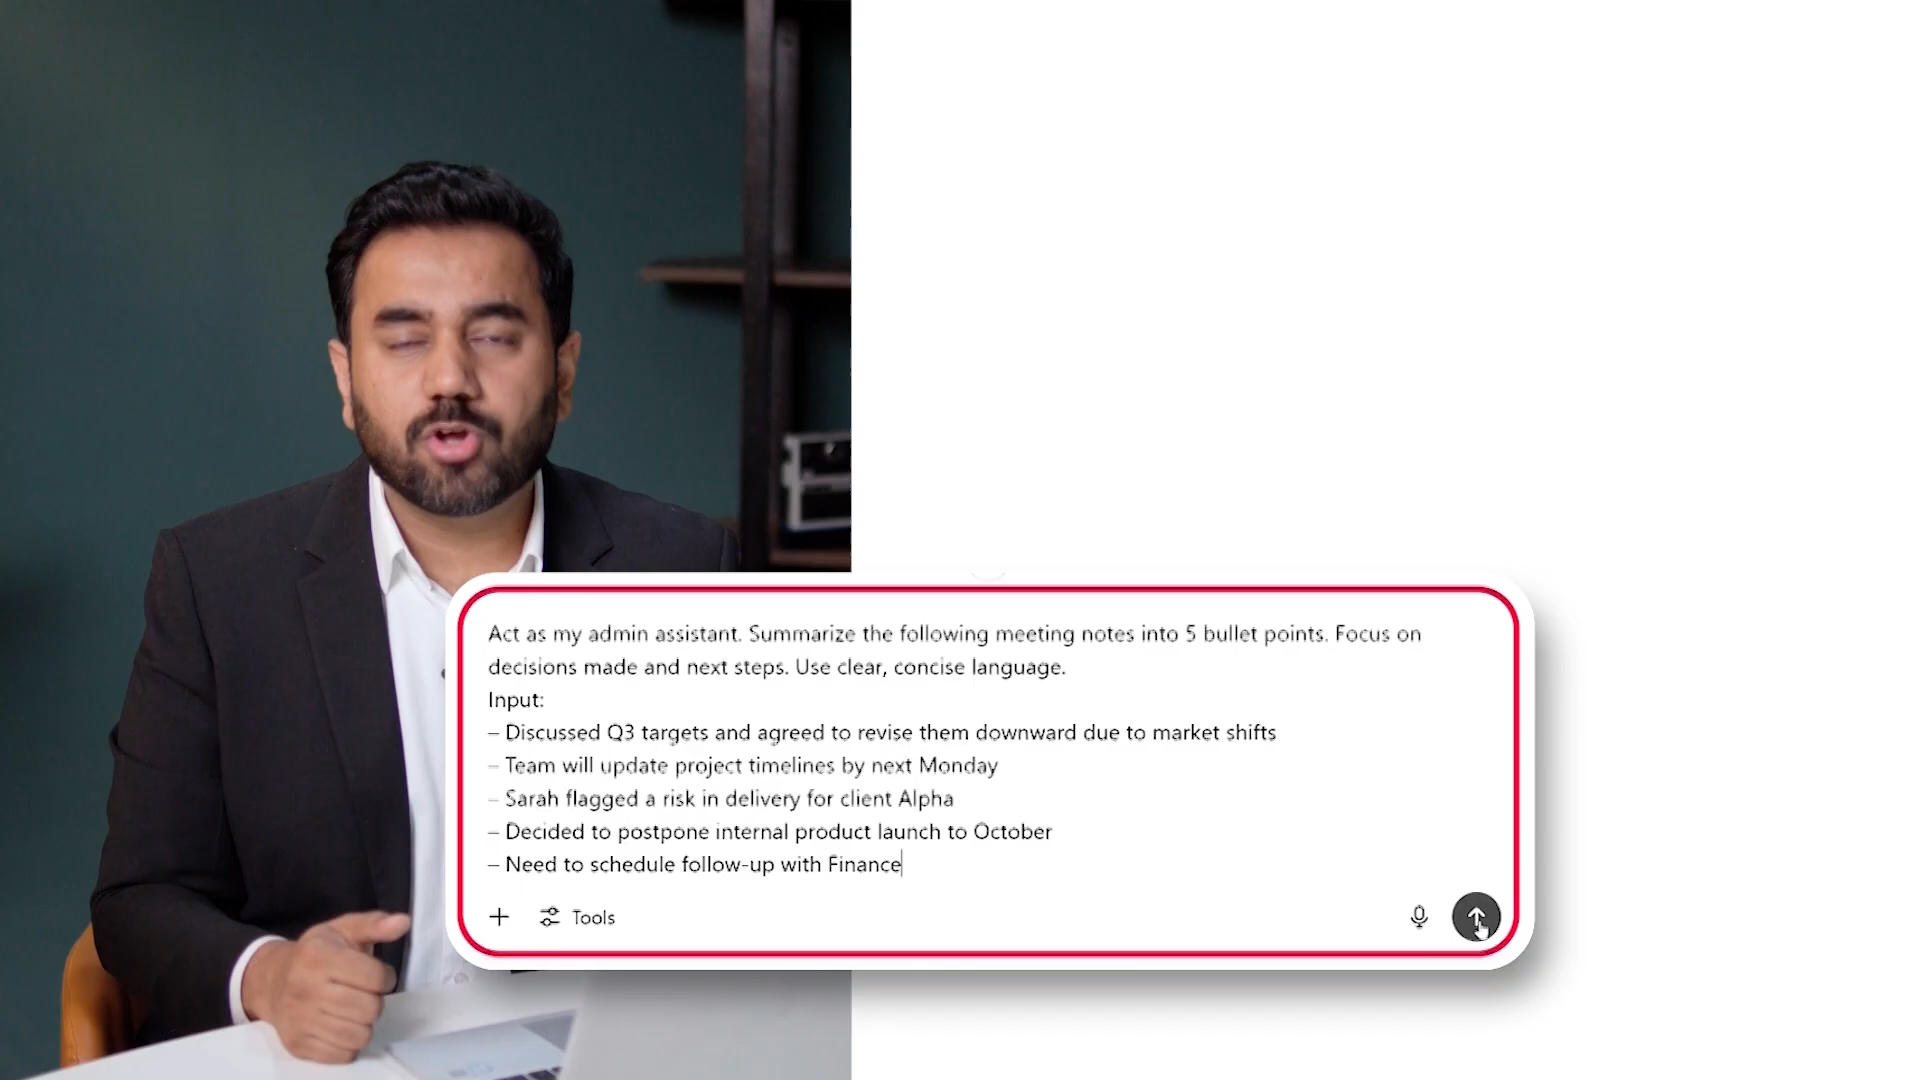 Act as my admin assistant. Summarize the following meeting notes into 5 bullet points. Focus on
decisions made and next steps. Use clear, concise language.
Input:
– Discussed Q3 targets and agreed to revise them downward due to market shifts
– Team will update project timelines by next Monday
– Sarah flagged a risk in delivery for client Alpha
– Decided to postpone internal product launch to October
– Need to schedule follow-up with Finance
Tools